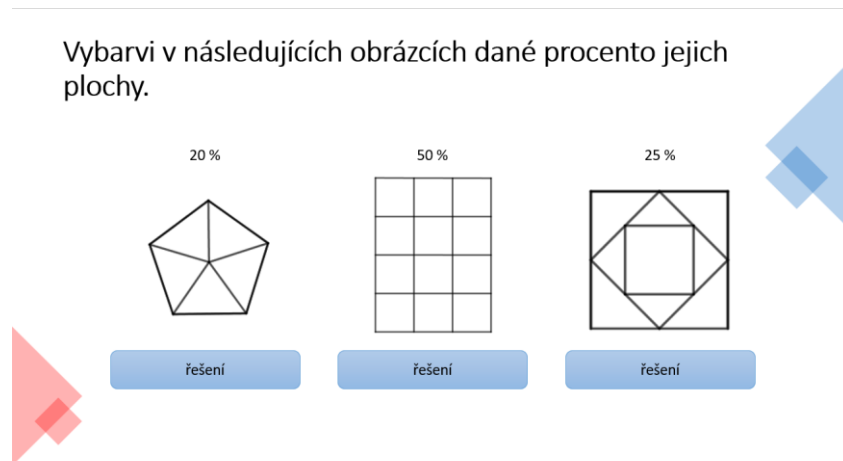 Vybarvi v následujících obrázcích dané procento jejich
plochy.
20 %
50 %
25 %
řešení
řešení
řešení